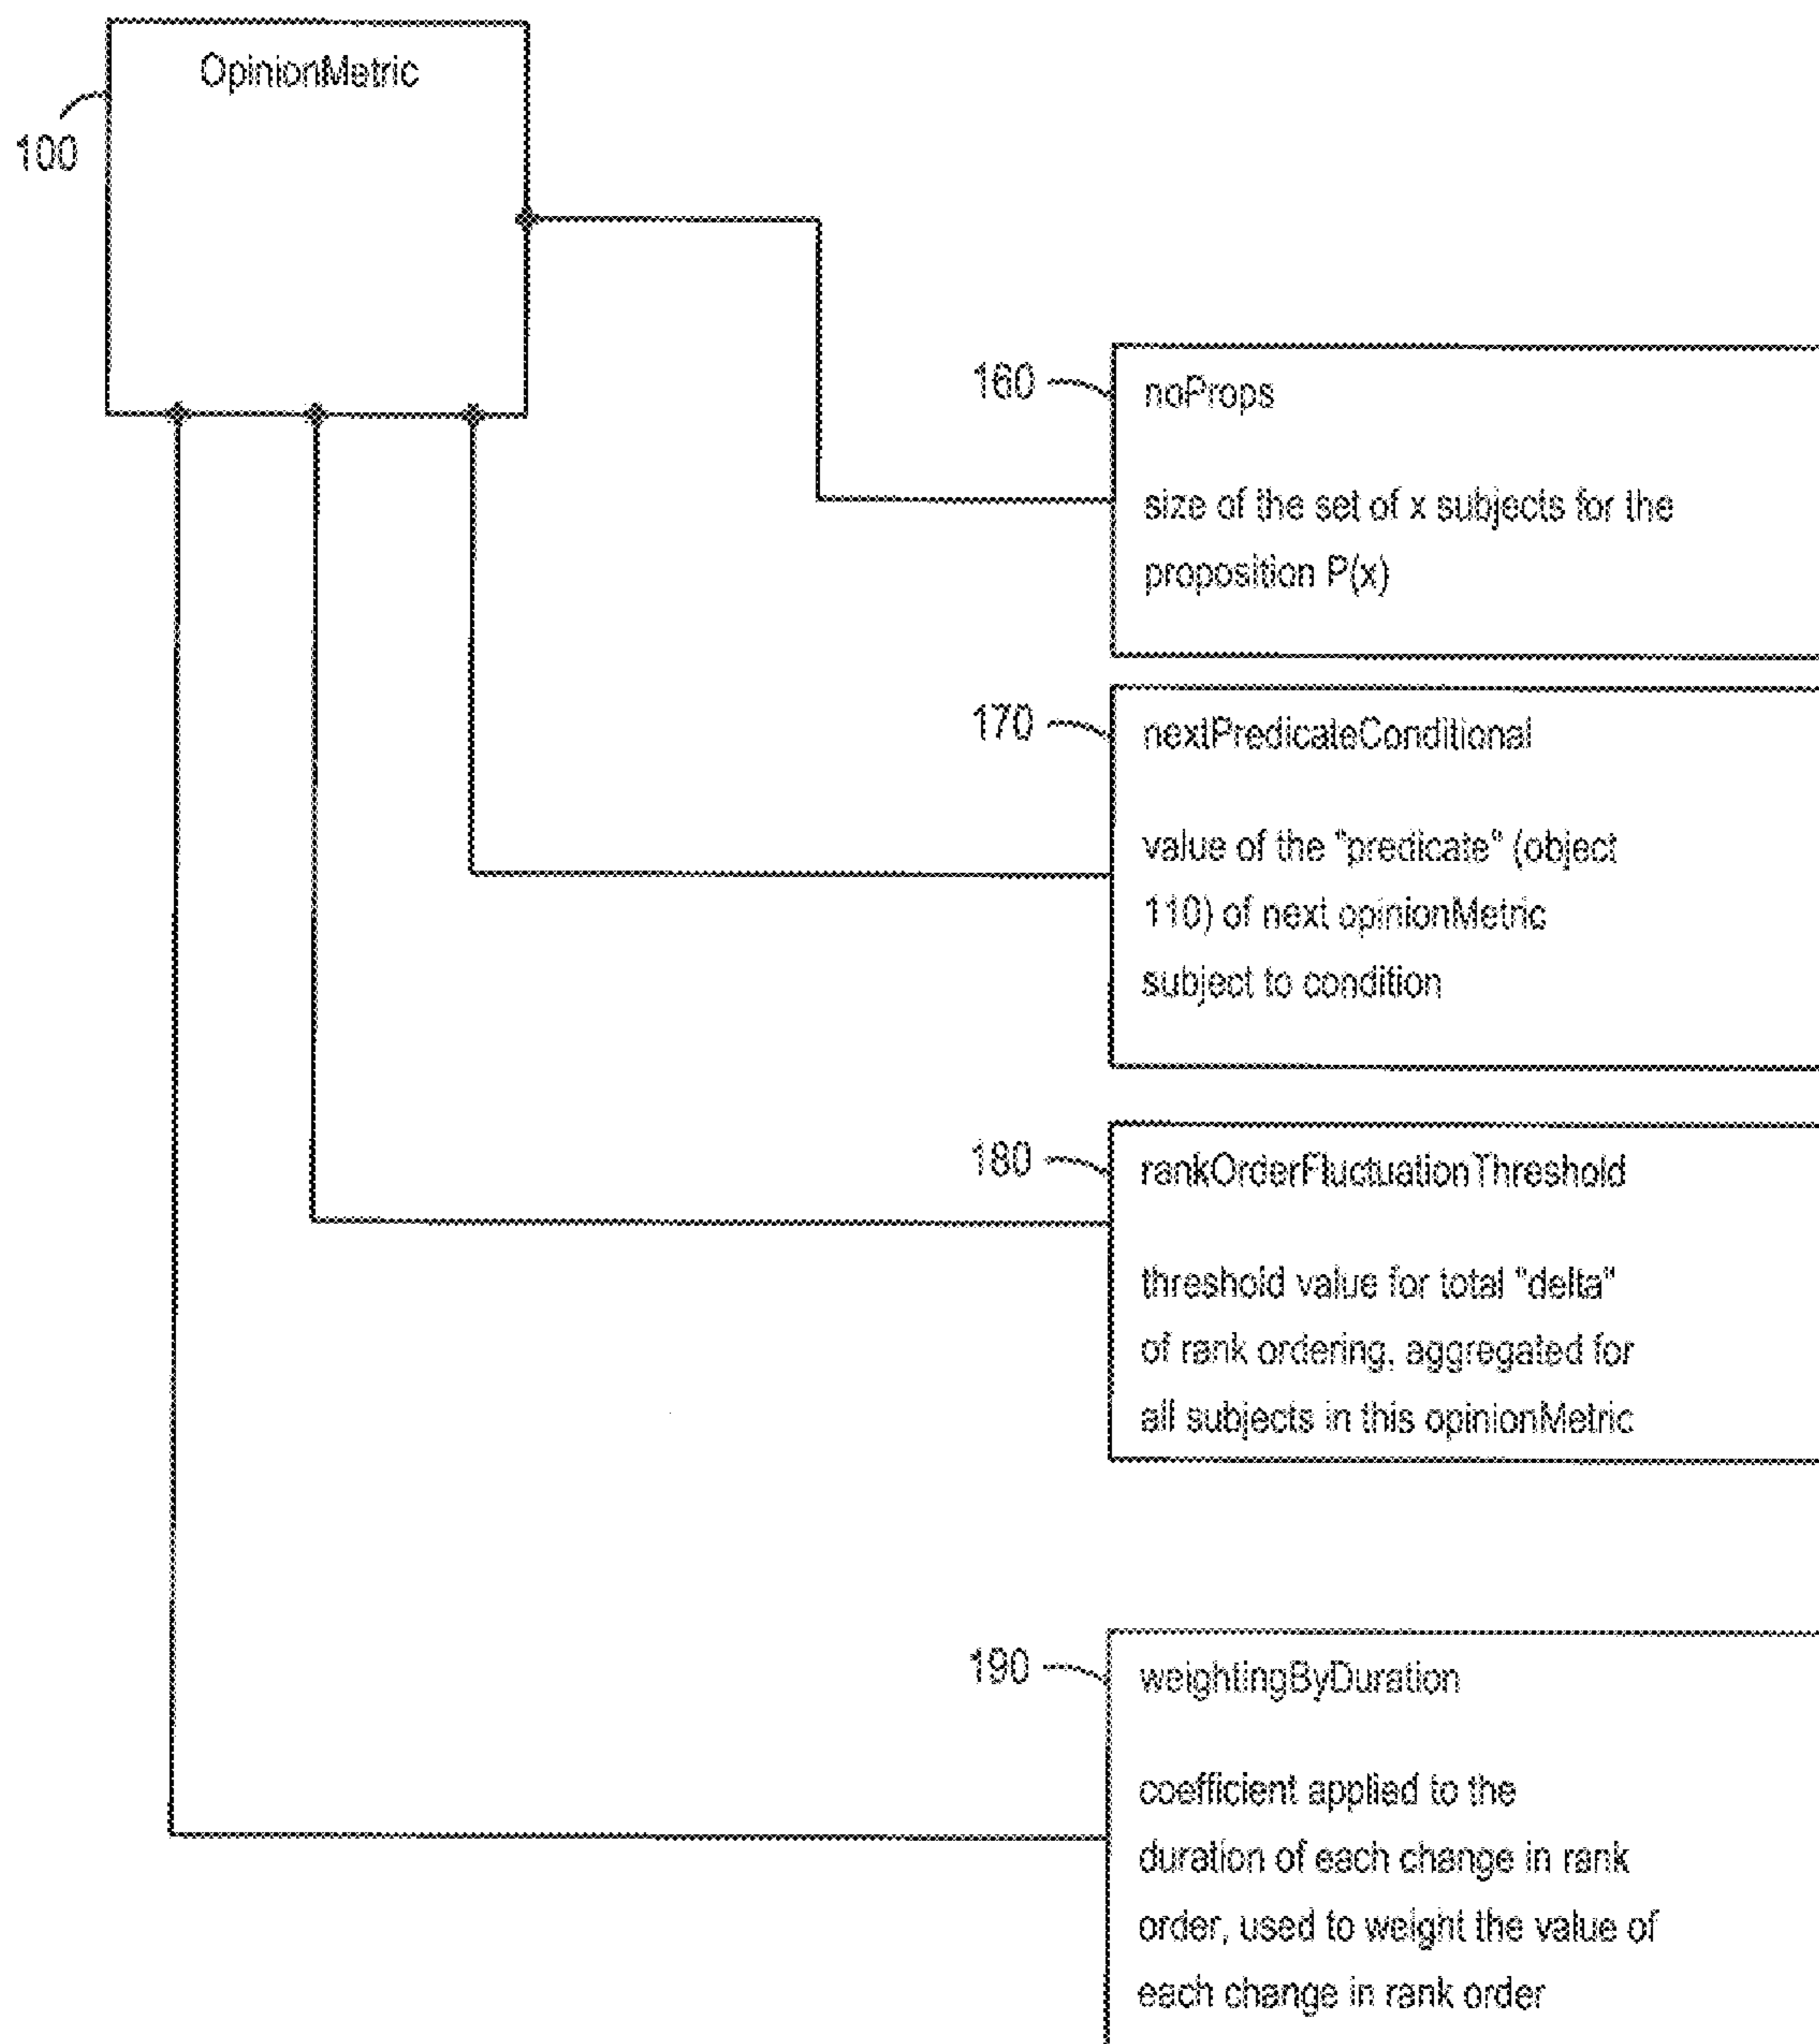 OpinionMetric
100
160
noProps
size of the set of x subjects for the
proposition P(x)
170
nextPredicateConditional
value of the "predicate" (object
110) of next opinionMetric
subject to condition
180
rankOrderFluctuationThreshold
threshold value for total "delta"
of rank ordering, aggregated for
all subjects in this opinionMetric
190
weightingByDuration
coefficient applied to the
duration of each change in rank
order, used to weight the value of
each change in rank order